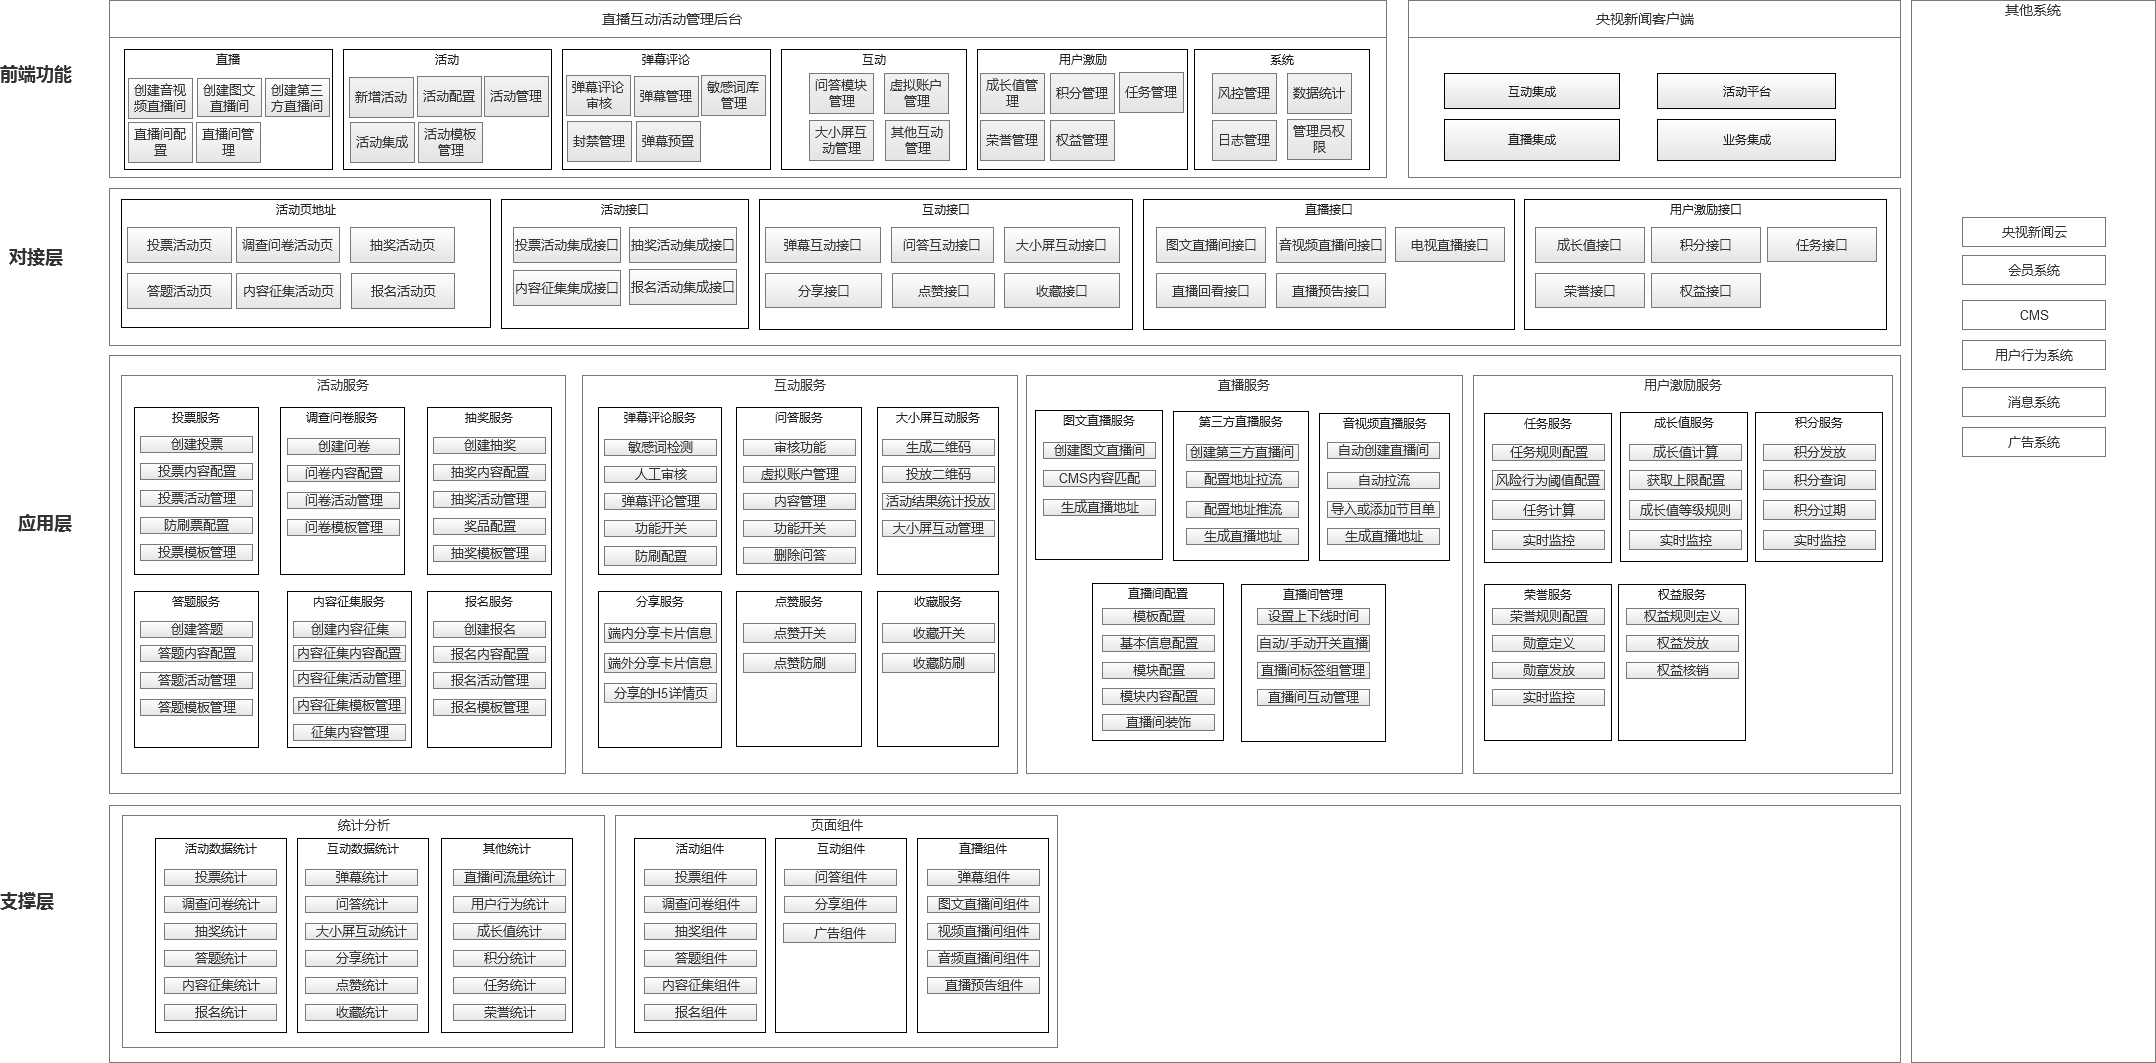 直播互动活动管理后台
央视新闻客户端
其他系统
前端功能
直播
创建音视
频直播间
创建图文
直播间
创建第三
方直播间
直播间配
置
直播间管
理
活动
新增活动
活动配置
活动管理
活动集成
活动模板
管理
弹幕评论
弹幕评论
审核
弹幕管理
敏感词库
管理
封禁管理
弹幕预置
互动
问答模块
管理
虚拟账户
管理
大小屏互
动管理
其他互动
管理
用户激励
成长值管
理
积分管理
任务管理
荣誉管理
权益管理
系统
风控管理
数据统计
日志管理
管理员权
限
互动集成
活动平台
直播集成
业务集成
对接层
活动页地址
投票活动页
调查问卷活动页
抽奖活动页
答题活动页
内容征集活动页
报名活动页
活动接口
投票活动集成接口
抽奖活动集成接口
内容征集集成接口
报名活动集成接口
互动接口
弹幕互动接口
问答互动接口
大小屏互动接口
分享接口
点赞接口
收藏接口
直播接口
图文直播间接口
音视频直播间接口
电视直播接口
直播回看接口
直播预告接口
用户激励接口
成长值接口
积分接口
任务接口
荣誉接口
权益接口
央视新闻云
会员系统
CMS
用户行为系统
消息系统
广告系统
应用层
活动服务
投票服务
创建投票
投票内容配置
投票活动管理
防刷票配置
投票模板管理
调查问卷服务
创建问卷
问卷内容配置
问卷活动管理
问卷模板管理
抽奖服务
创建抽奖
抽奖内容配置
抽奖活动管理
奖品配置
抽奖模板管理
答题服务
创建答题
答题内容配置
答题活动管理
答题模板管理
内容征集服务
创建内容征集
内容征集内容配置
内容征集活动管理
内容征集模板管理
征集内容管理
报名服务
创建报名
报名内容配置
报名活动管理
报名模板管理
互动服务
弹幕评论服务
敏感词检测
人工审核
弹幕评论管理
功能开关
防刷配置
问答服务
审核功能
虚拟账户管理
内容管理
功能开关
删除问答
大小屏互动服务
生成二维码
投放二维码
活动结果统计投放
大小屏互动管理
分享服务
端内分享卡片信息
端外分享卡片信息
分享的H5详情页
点赞服务
点赞开关
点赞防刷
收藏服务
收藏开关
收藏防刷
直播服务
图文直播服务
创建图文直播间
CMS内容匹配
生成直播地址
第三方直播服务
创建第三方直播间
配置地址拉流
配置地址推流
生成直播地址
音视频直播服务
自动创建直播间
自动拉流
导入或添加节目单
生成直播地址
直播间配置
模板配置
基本信息配置
模块配置
模块内容配置
直播间装饰
直播间管理
设置上下线时间
自动/手动开关直播
直播间标签组管理
直播间互动管理
用户激励服务
任务服务
任务规则配置
风险行为阈值配置
任务计算
实时监控
成长值服务
成长值计算
获取上限配置
成长值等级规则
实时监控
积分服务
积分发放
积分查询
积分过期
实时监控
荣誉服务
荣誉规则配置
勋章定义
勋章发放
实时监控
权益服务
权益规则定义
权益发放
权益核销
支撑层
统计分析
活动数据统计
投票统计
调查问卷统计
抽奖统计
答题统计
内容征集统计
报名统计
互动数据统计
弹幕统计
问答统计
大小屏互动统计
分享统计
点赞统计
收藏统计
其他统计
直播间流量统计
用户行为统计
成长值统计
积分统计
任务统计
荣誉统计
页面组件
活动组件
投票组件
调查问卷组件
抽奖组件
答题组件
内容征集组件
报名组件
互动组件
问答组件
分享组件
广告组件
直播组件
弹幕组件
图文直播间组件
视频直播间组件
音频直播间组件
直播预告组件